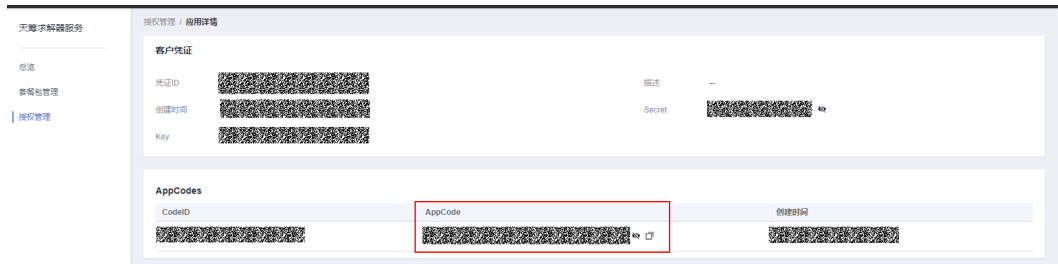 天筹求解器服务
授权管理 / 应用详情
总览
套餐包管理
授权管理
客户凭证
凭证ID
描述 --
创建时间
Secret
Key
AppCodes
CodeID AppCode 创建时间